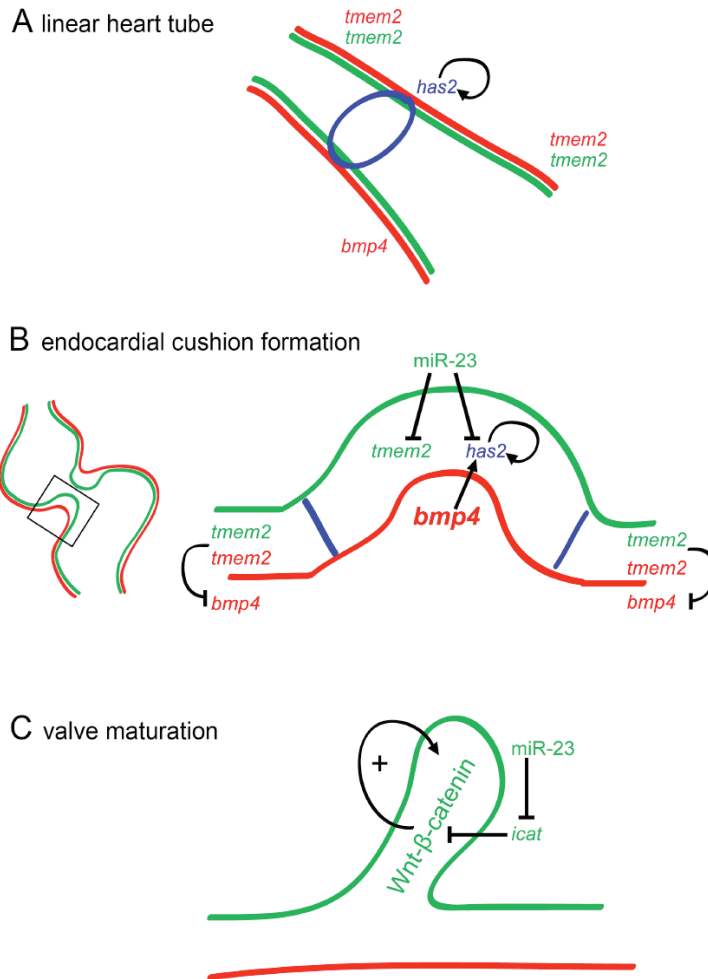 A linear heart tube
tmem2
tmem2
has2
tmem2
tmem2
bmp4
B endocardial cushion formation
miR-23
tmem2
has2
bmp4
tmem2
tmem2
bmp4
tmem2
tmem2
bmp4
C valve maturation
+
miR-23
icat
Wnt-β-catenin